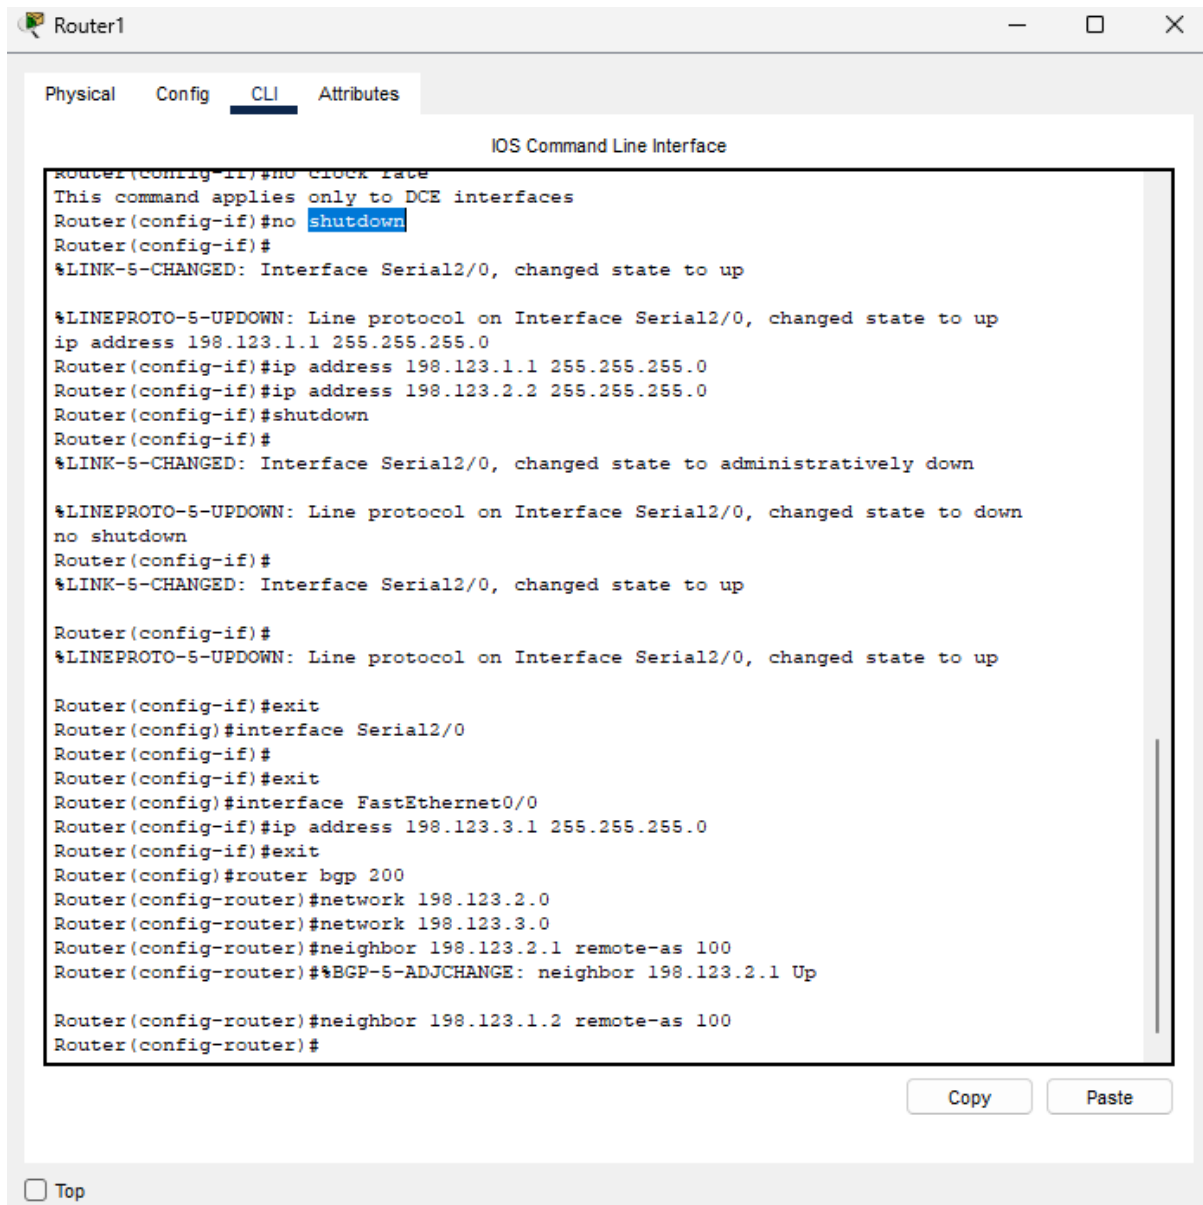 Router1
Physical Config CLI Attributes
IOS Command Line Interface
Router(config-if)#no clock rate
This command applies only to DCE interfaces
Router(config-if)#no shutdown
Router(config-if)#
%LINK-5-CHANGED: Interface Serial2/0, changed state to up
%LINEPROTO-5-UPDOWN: Line protocol on Interface Serial2/0, changed state to up
ip address 198.123.1.1 255.255.255.0
Router(config-if)#ip address 198.123.1.1 255.255.255.0
Router(config-if)#ip address 198.123.2.2 255.255.255.0
Router(config-if)#shutdown
Router(config-if)#
%LINK-5-CHANGED: Interface Serial2/0, changed state to administratively down
%LINEPROTO-5-UPDOWN: Line protocol on Interface Serial2/0, changed state to down
no shutdown
Router(config-if)#
%LINK-5-CHANGED: Interface Serial2/0, changed state to up
Router(config-if)#
%LINEPROTO-5-UPDOWN: Line protocol on Interface Serial2/0, changed state to up
Router(config-if)#exit
Router(config)#interface Serial2/0
Router(config-if)#
Router(config-if)#exit
Router(config)#interface FastEthernet0/0
Router(config-if)#ip address 198.123.3.1 255.255.255.0
Router(config-if)#exit
Router(config)#router bgp 200
Router(config-router)#network 198.123.2.0
Router(config-router)#network 198.123.3.0
Router(config-router)#neighbor 198.123.2.1 remote-as 100
Router(config-router)#%BGP-5-ADJCHANGE: neighbor 198.123.2.1 Up
Router(config-router)#neighbor 198.123.1.2 remote-as 100
Router(config-router)#
Copy Paste
Top